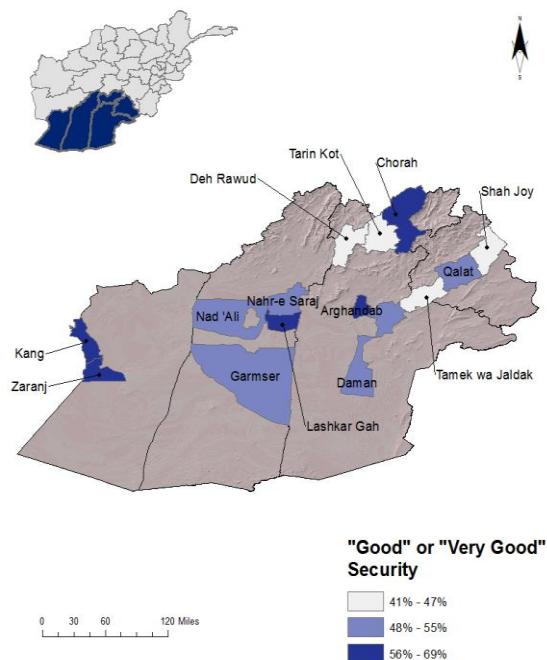 N
S
Tarin Kot
Chorah
Deh Rawud
Shah Joy
Qalat
Nahr-e Saraj
Nad 'Ali
Arghandab
Kang
Zaranj
Garmser
Daman
Tamek wa Jaldak
Lashkar Gah
"Good" or "Very Good"
Security
41% - 47%
48% - 55%
56% - 69%
0 30 60 120 Miles